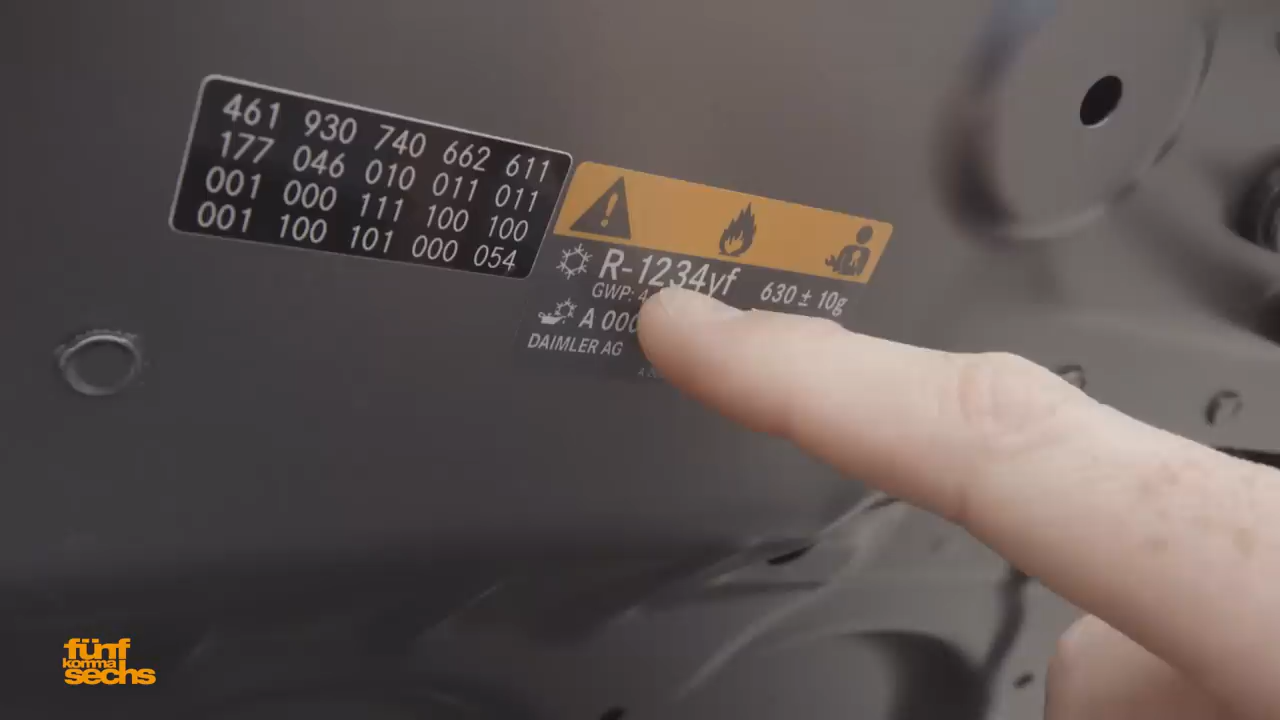 461 930 740 662 611
177 046 010 011 011
001 000 111 100 100
001 100 101 000 054
R-1234yf 630 ± 10g
GWP: 4
A 000
DAIMLER AG
fünf
komma
sechs